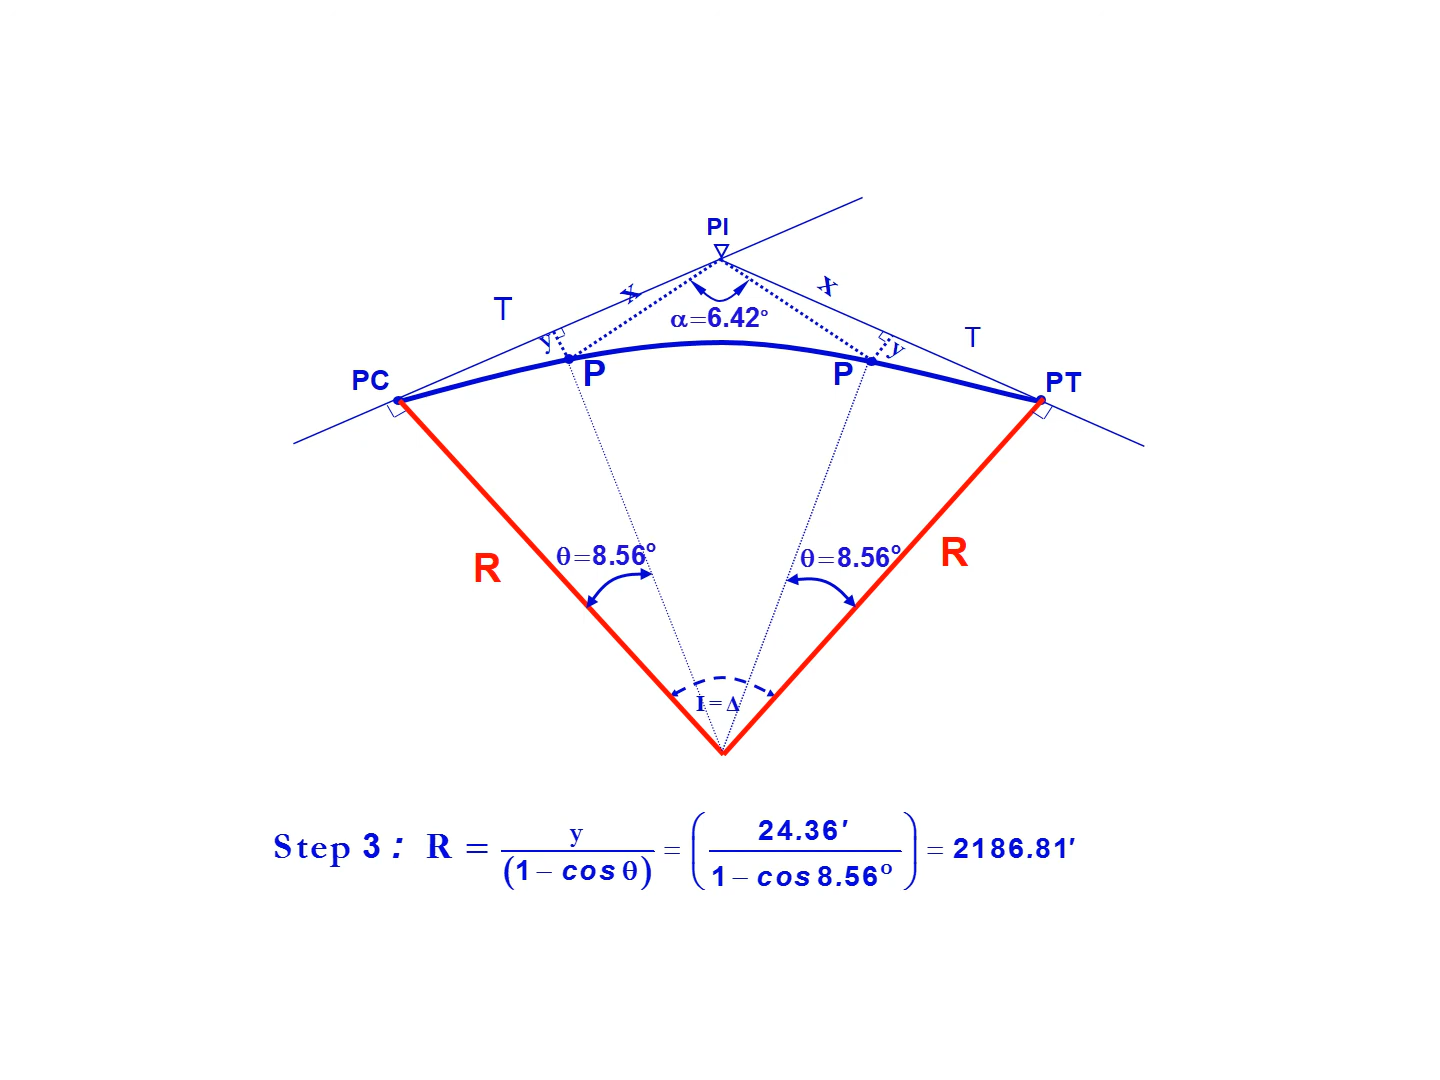 PI
T
x
x
α=6.42°
T
y
y
PC
P
P
PT
R
θ=8.56°
θ=8.56°
R
I = Δ
Step 3 : R = y / (1 – cos θ) = ( 24.36′ / 1 – cos 8.56° ) = 2186.81′